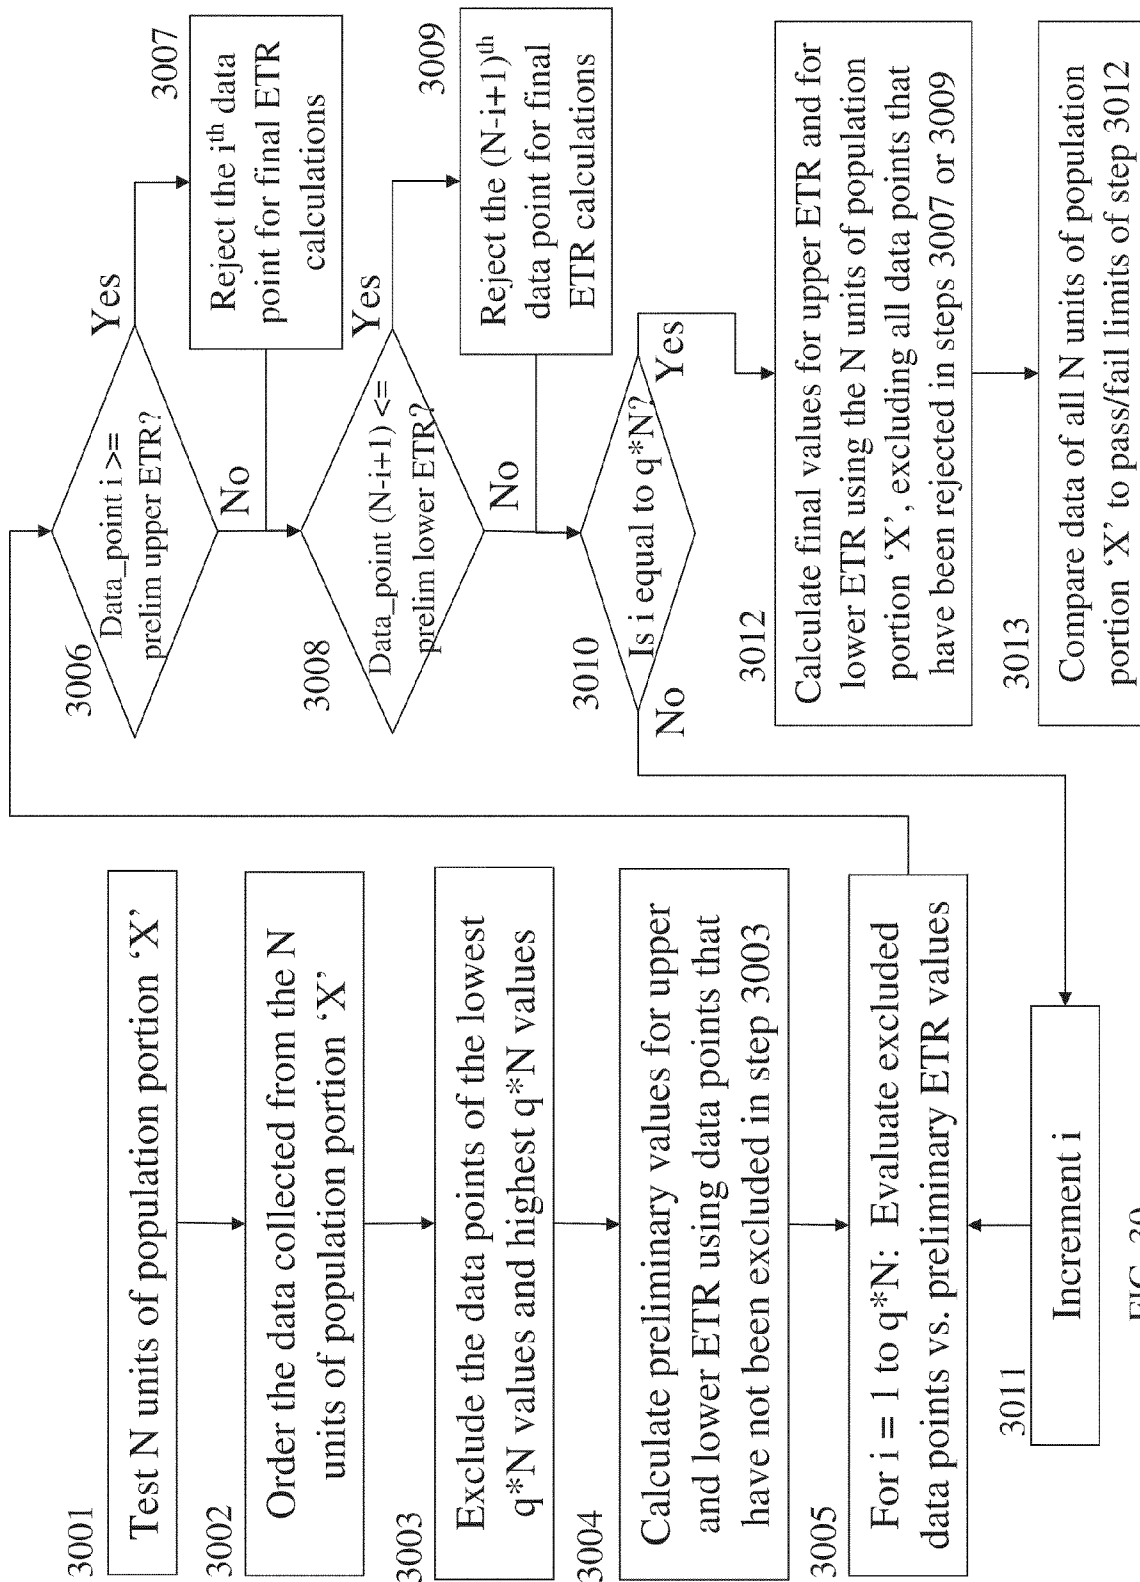 3001
Test N units of population portion ‘X’
3002
Order the data collected from the N
units of population portion ‘X’
3003
Exclude the data points of the lowest
q*N values and highest q*N values
3004
Calculate preliminary values for upper
and lower ETR using data points that
have not been excluded in step 3003
3005
For i = 1 to q*N: Evaluate excluded
data points vs. preliminary ETR values
3011
Increment i
3006
Data_point i >=
prelim upper ETR?
Yes
No
3007
Reject the iᵗʰ data
point for final ETR
calculations
3008
Data_point (N-i+1) <=
prelim lower ETR?
Yes
No
3009
Reject the (N-i+1)ᵗʰ
data point for final
ETR calculations
3010
Is i equal to q*N?
No
Yes
3012
Calculate final values for upper ETR and for
lower ETR using the N units of population
portion ‘X’, excluding all data points that
have been rejected in steps 3007 or 3009
3013
Compare data of all N units of population
portion ‘X’ to pass/fail limits of step 3012
FIG. 30